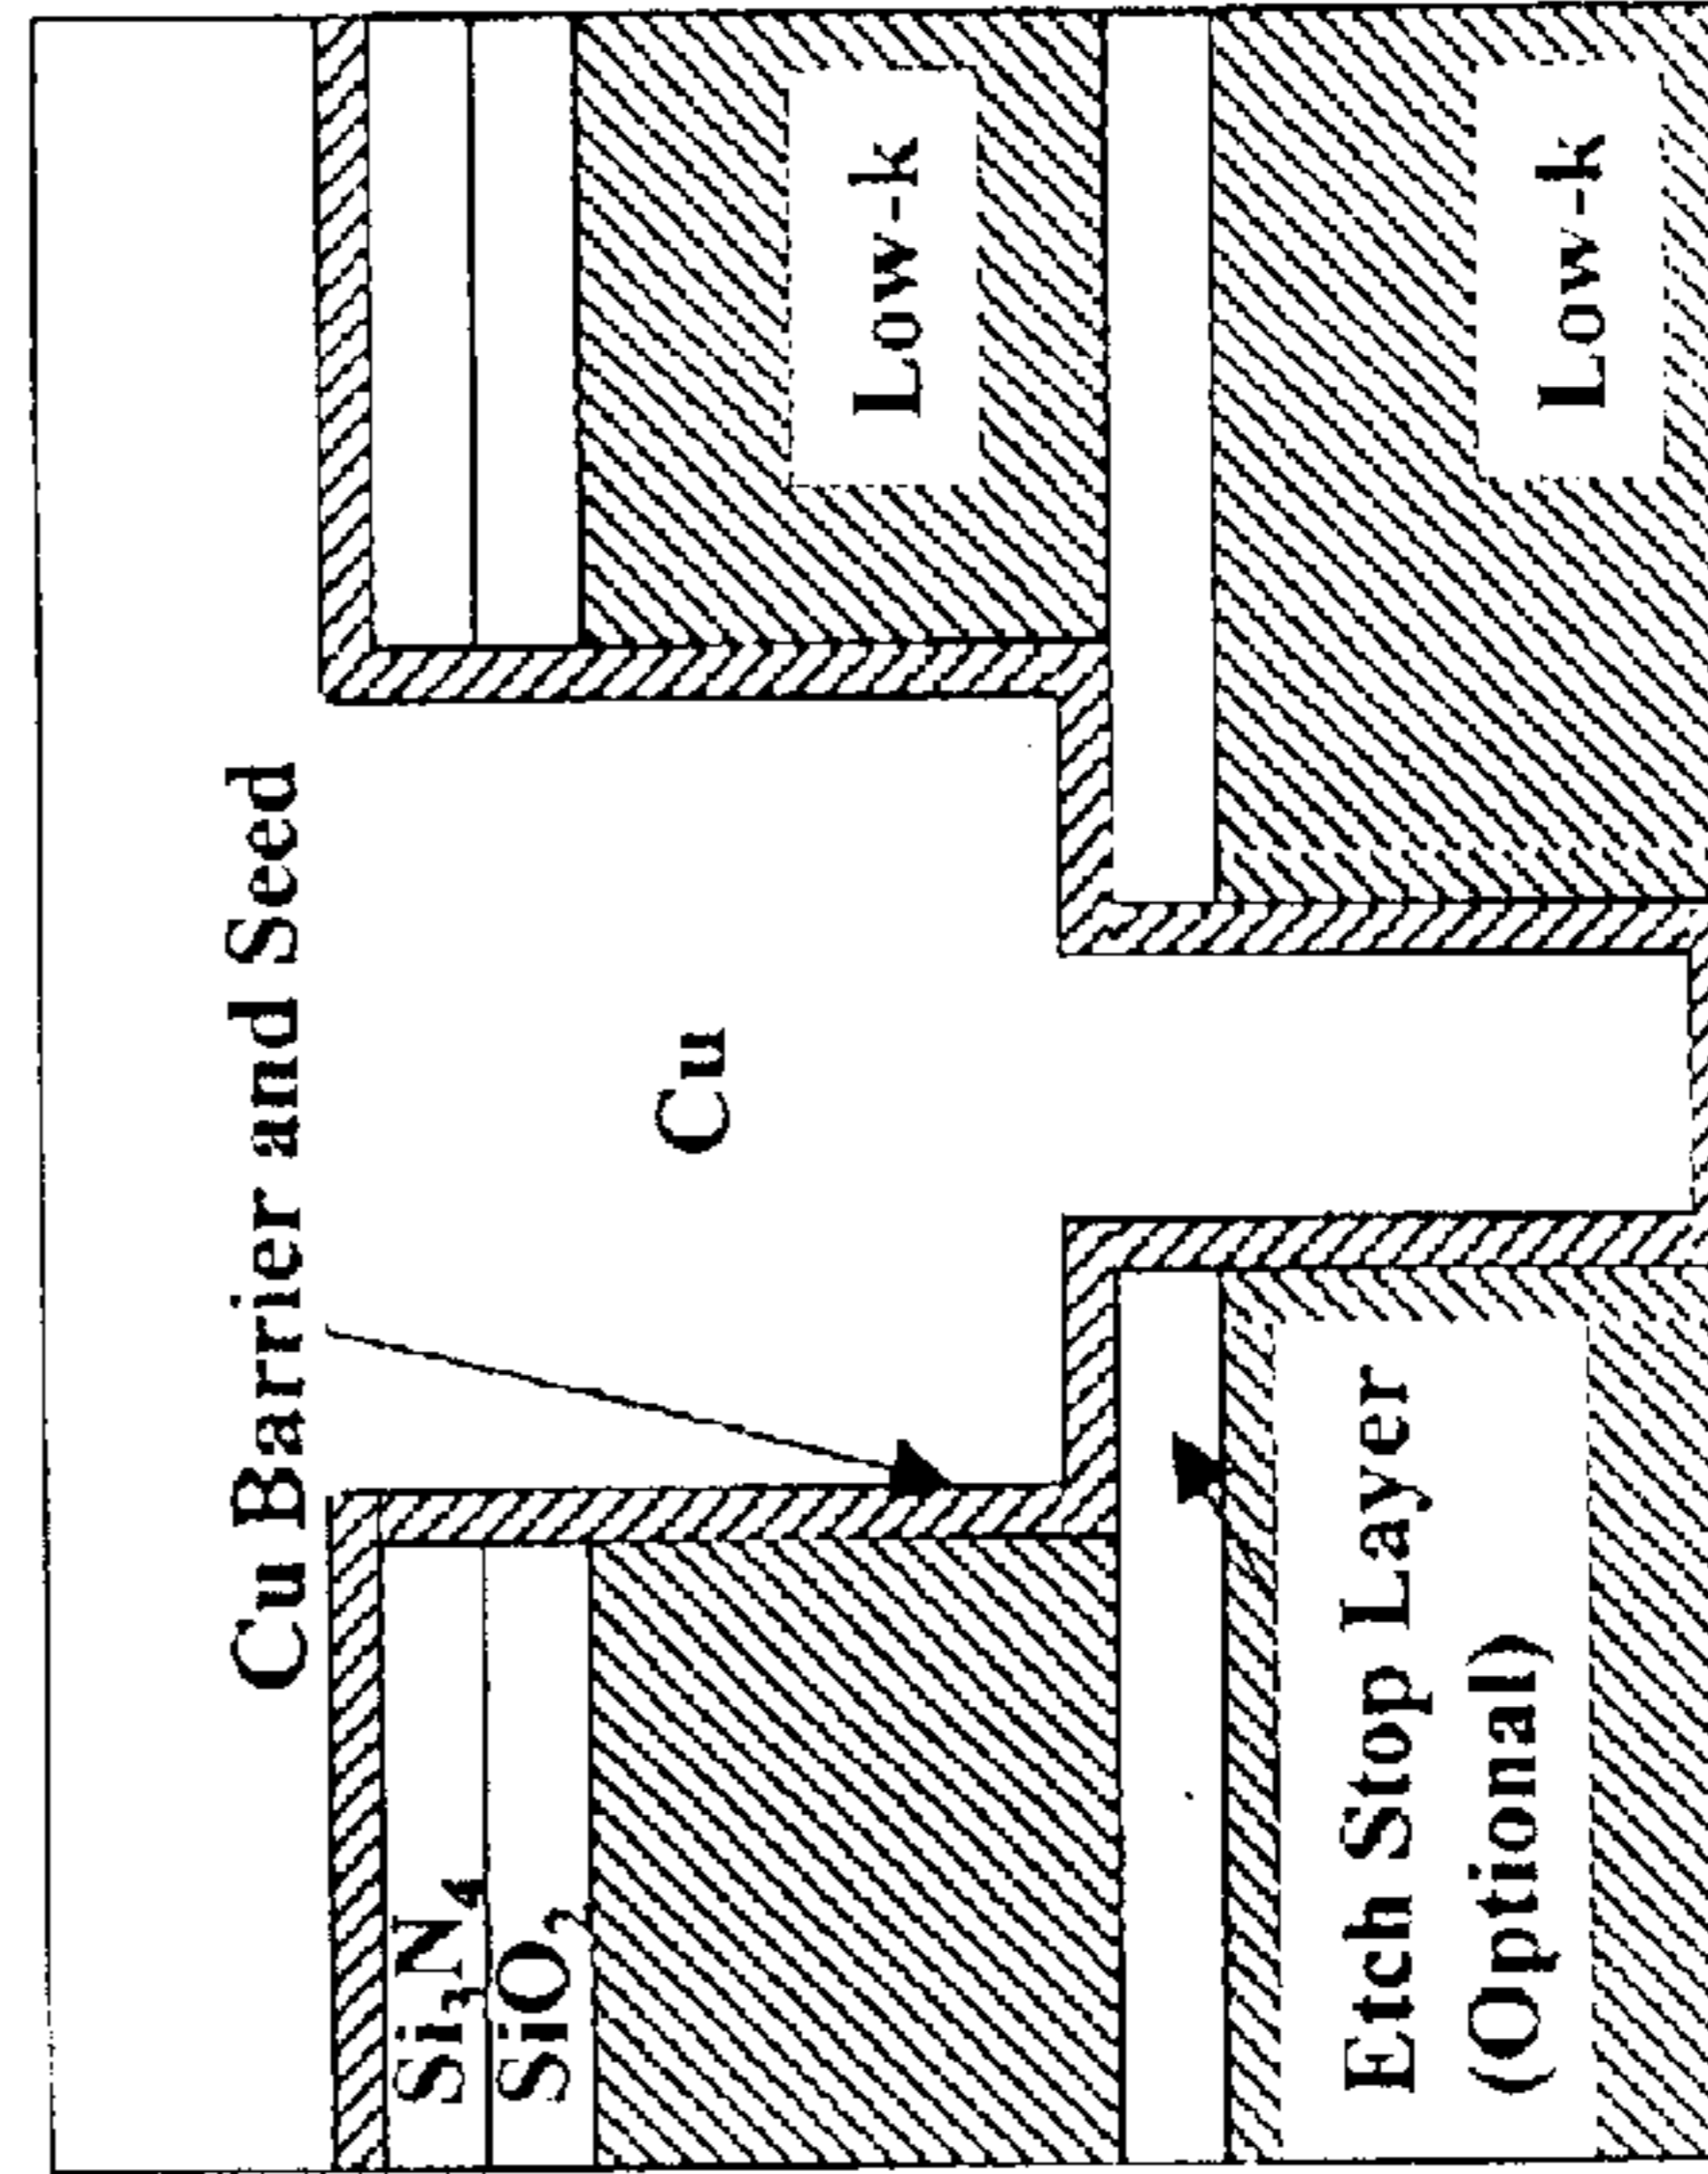 Cu Barrier and Seed
Cu
Si₃N₄
SiO₂
Low-k
Etch Stop Layer
(Optional)
Low-k